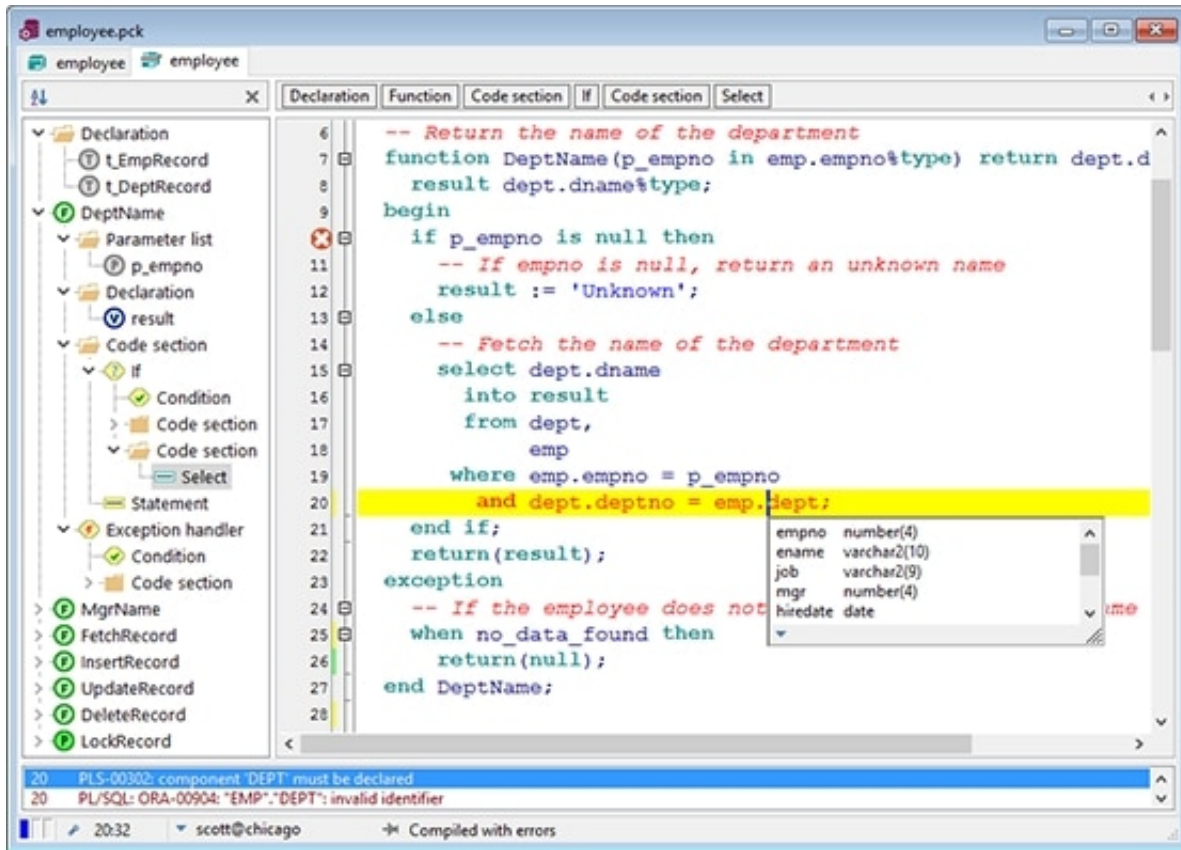 employee.pck
employee employee
Declaration Function Code section If Code section Select
Declaration
t_EmpRecord
t_DeptRecord
DeptName
Parameter list
p_empno
Declaration
result
Code section
If
Condition
Code section
Code section
Select
Statement
Exception handler
Condition
Code section
MgrName
FetchRecord
InsertRecord
UpdateRecord
DeleteRecord
LockRecord
6 -- Return the name of the department
7 function DeptName(p_empno in emp.empno%type) return dept.d
8 result dept.dname%type;
9 begin
if p_empno is null then
11 -- If empno is null, return an unknown name
12 result := 'Unknown';
13 else
14 -- Fetch the name of the department
15 select dept.dname
16 into result
17 from dept,
18 emp
19 where emp.empno = p_empno
20 and dept.deptno = emp.dept;
21 end if;
22 return(result);
23 exception
24 -- If the employee does not me
25 when no_data_found then
26 return(null);
27 end DeptName;
28
empno number(4)
ename varchar2(10)
job varchar2(9)
mgr number(4)
hiredate date
20 PLS-00302: component 'DEPT' must be declared
20 PL/SQL: ORA-00904: "EMP"."DEPT": invalid identifier
20:32 scott@chicago Compiled with errors